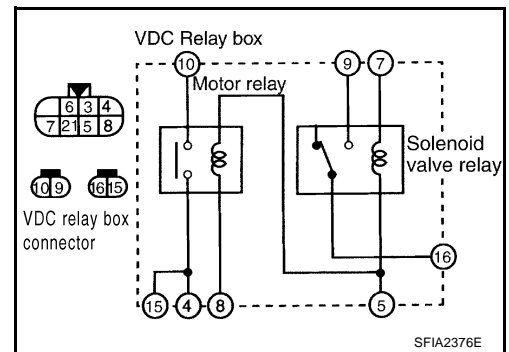 VDC Relay box
10 9 7
Motor relay
6 3 4
7 2 1 5 8
Solenoid
valve relay
10 9 16 15
VDC relay box
connector
16
15 4 8 5
SFIA2376E